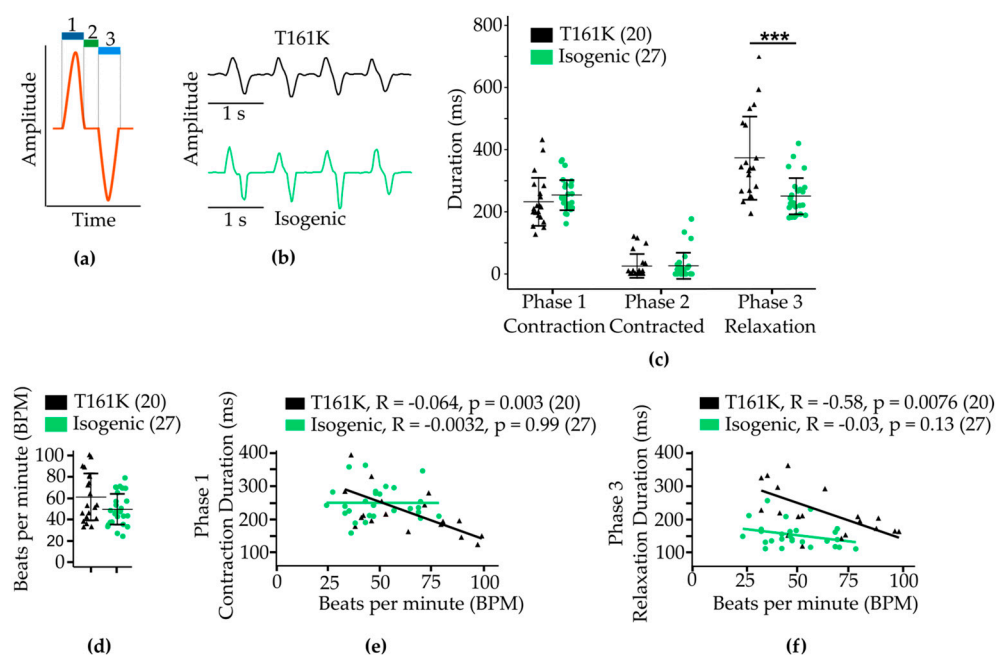 1
2
3
Amplitude
Time
(a)
T161K
Amplitude
1 s
1 s
Isogenic
(b)
T161K (20)
Isogenic (27)
***
Duration (ms)
800
600
400
200
0
Phase 1
Contraction
Phase 2
Contracted
Phase 3
Relaxation
(c)
T161K (20)
Isogenic (27)
Beats per minute (BPM)
100
80
60
40
20
0
(d)
T161K, R = -0.064, p = 0.003 (20)
Isogenic, R = -0.0032, p = 0.99 (27)
Phase 1
Contraction Duration (ms)
400
300
200
100
0
25
50
75
100
Beats per minute (BPM)
(e)
T161K, R = -0.58, p = 0.0076 (20)
Isogenic, R = -0.03, p = 0.13 (27)
Phase 3
Relaxation Duration (ms)
400
300
200
100
0
25
50
75
100
Beats per minute (BPM)
(f)